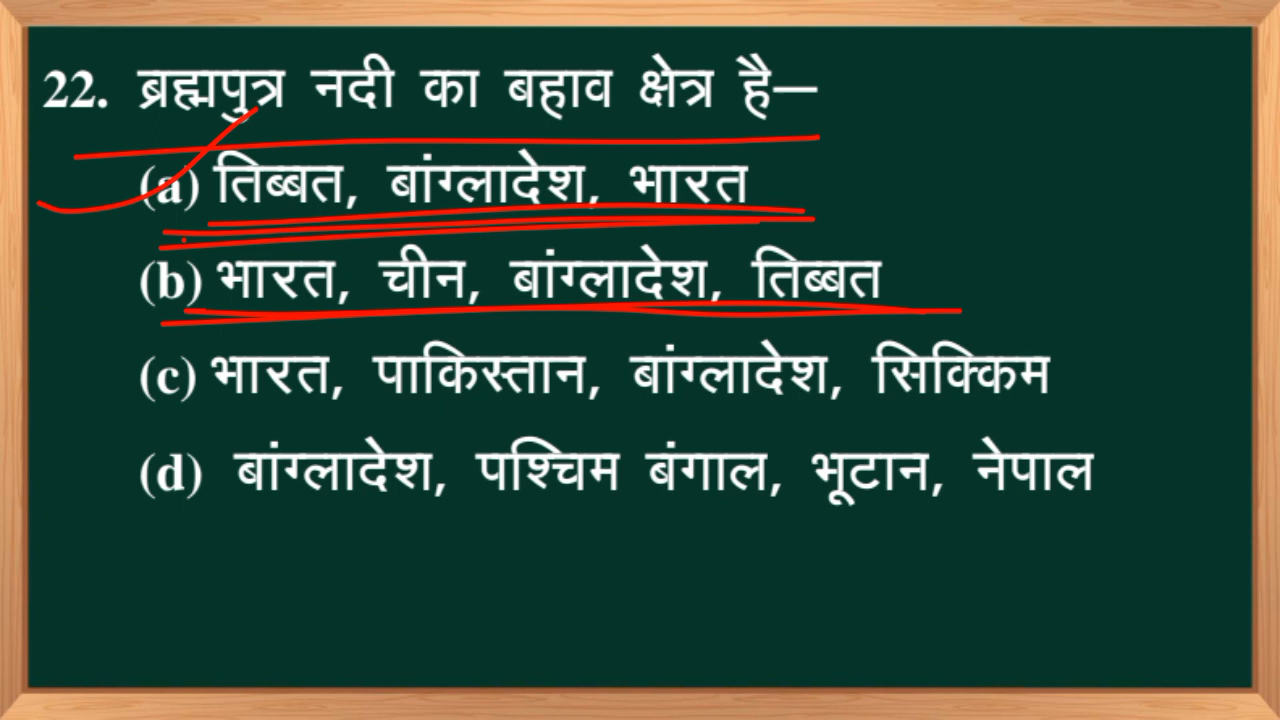 22. ब्रह्मपुत्र नदी का बहाव क्षेत्र है—
(a) तिब्बत, बांग्लादेश, भारत
(b) भारत, चीन, बांग्लादेश, तिब्बत
(c) भारत, पाकिस्तान, बांग्लादेश, सिक्किम
(d) बांग्लादेश, पश्चिम बंगाल, भूटान, नेपाल